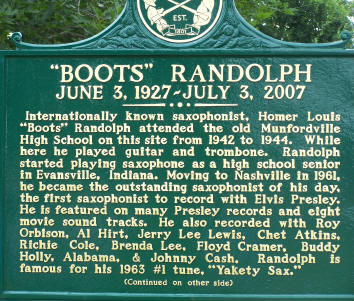 EST.
1801
"BOOTS" RANDOLPH
JUNE 3, 1927~JULY 3, 2007
Internationally known saxophonist, Homer Louis
"Boots" Randolph attended the old Munfordville
High School on this site from 1942 to 1944. While
here he played guitar and trombone. Randolph
started playing saxophone as a high school senior
in Evansville, Indiana. Moving to Nashville in 1961,
he became the outstanding saxophonist of his day,
the first saxophonist to record with Elvis Presley.
He is featured on many Presley records and eight
movie sound tracks. He also recorded with Roy
Orbison, Al Hirt, Jerry Lee Lewis, Chet Atkins,
Richie Cole, Brenda Lee, Floyd Cramer, Buddy
Holly, Alabama, & Johnny Cash. Randolph is
famous for his 1963 #1 tune, "Yakety Sax."
(Continued on other side)